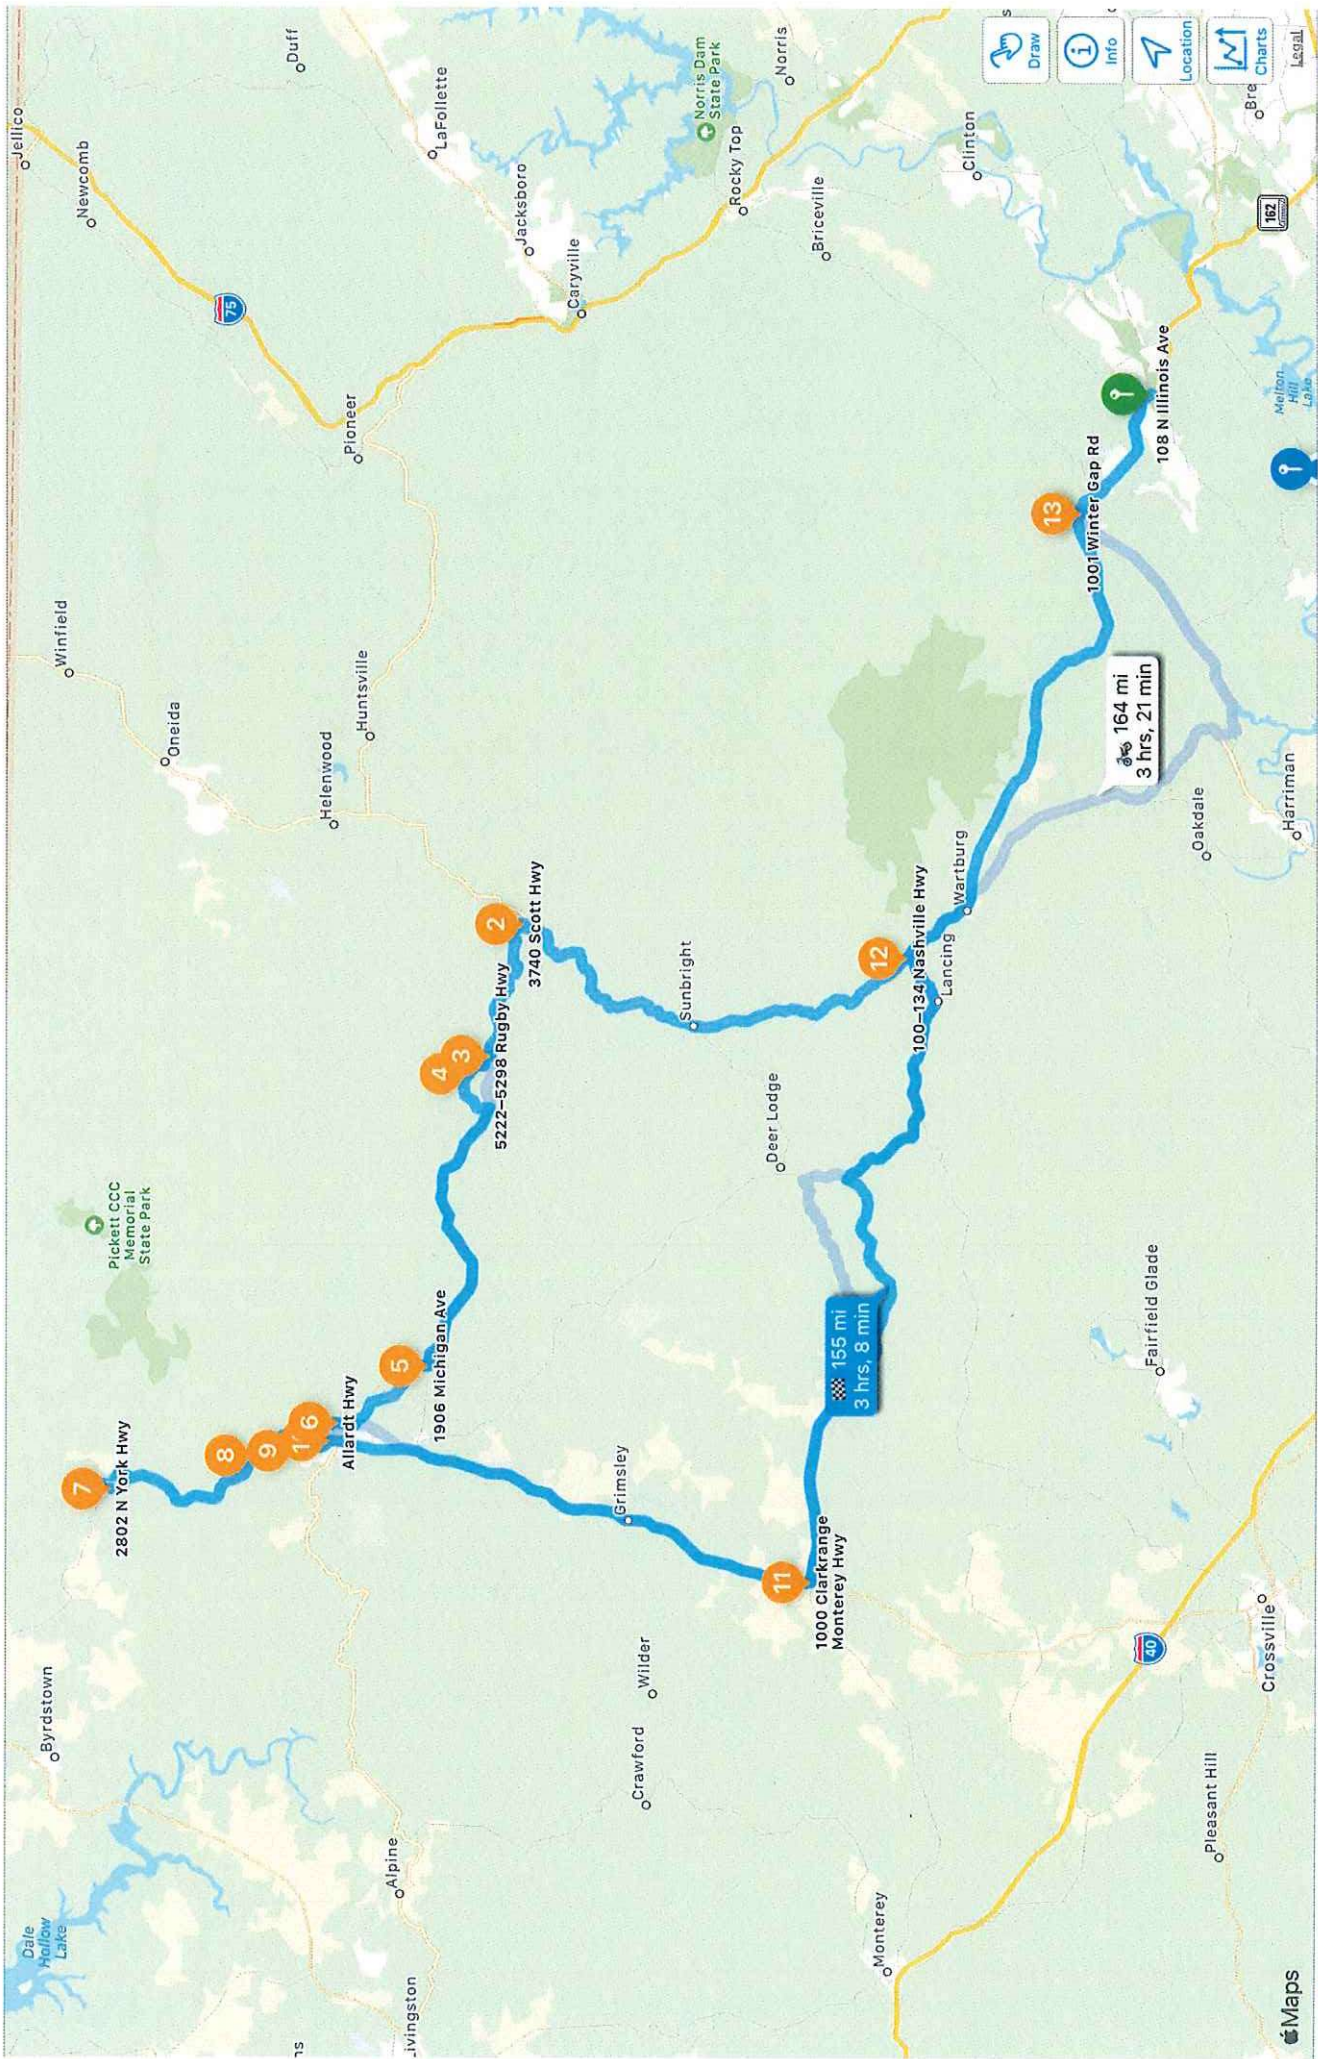 Dale
Hollow
Lake
Byrdstown
Winfield
Newcomb
Jellico
7
2802 N York Hwy
Pickett CCC
Memorial
State Park
Oneida
75
Duff
8
9
1
6
Allardt Hwy
Helenwood
Huntsville
Pioneer
Alpine
5
1906 Michigan Ave
4
3
5222–5298 Rugby Hwy
2
3740 Scott Hwy
LaFollette
Jacksboro
Caryville
ivingston
ns
Crawford
Wilder
Grimsley
Sunbright
Norris Dam
State Park
Rocky Top
Norris
11
1000 Clarkrange
Monterey Hwy
Deer Lodge
Briceville
155 mi
3 hrs, 8 min
12
100–134 Nashville Hwy
Lancing
Wartburg
Clinton
Monterey
13
1001 Winter Gap Rd
164 mi
3 hrs, 21 min
108 N Illinois Ave
40
Fairfield Glade
Oakdale
Pleasant Hill
Crossville
Harriman
Melton
Hill
Lake
162
Bre
s
Draw
Info
Location
Charts
Legal
Maps